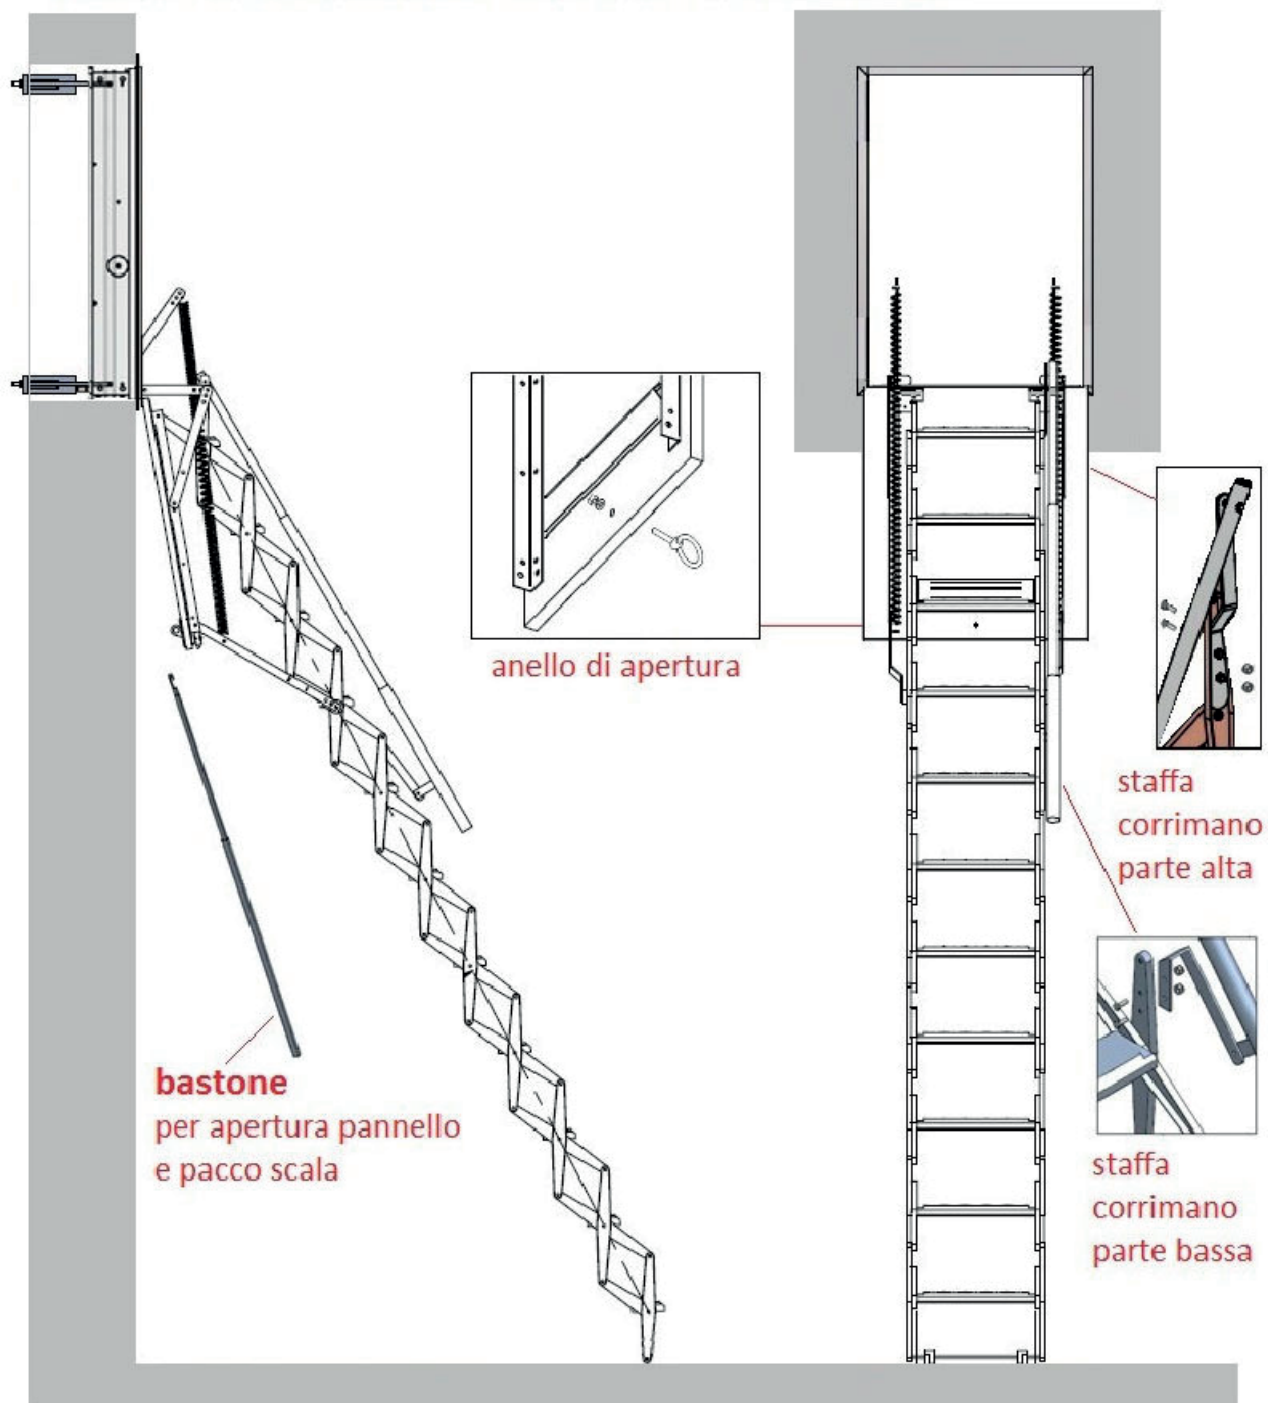 anello di apertura
staffa
corrimano
parte alta
bastone
per apertura pannello
e pacco scala
staffa
corrimano
parte bassa